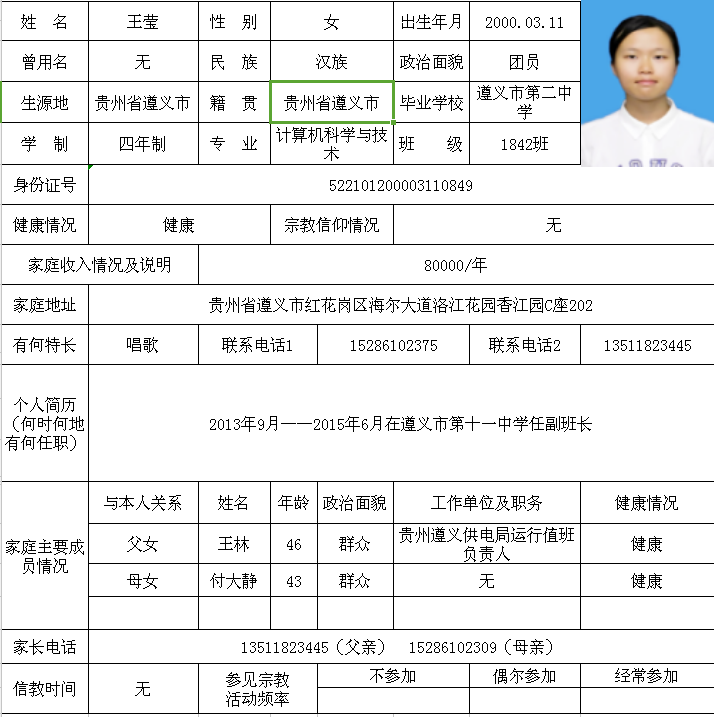 姓 名 王莹 性 别 女 出生年月 2000.03.11
曾用名 无 民 族 汉族 政治面貌 团员
生源地 贵州省遵义市 籍 贯 贵州省遵义市 毕业学校 遵义市第二中
学
学 制 四年制 专 业 计算机科学与技
术 班 级 1842班
身份证号 522101200003110849
健康情况 健康 宗教信仰情况 无
家庭收入情况及说明 80000/年
家庭地址 贵州省遵义市红花岗区海尔大道洛江花园香江园C座202
有何特长 唱歌 联系电话1 15286102375 联系电话2 13511823445
个人简历
（何时何地
有何任职）
2013年9月——2015年6月在遵义市第十一中学任副班长
家庭主要成
员情况
与本人关系 姓名 年龄 政治面貌 工作单位及职务 健康情况
父女 王林 46 群众 贵州遵义供电局运行值班
负责人 健康
母女 付大静 43 群众 无 健康
家长电话 13511823445（父亲） 15286102309（母亲）
信教时间 无 参见宗教
活动频率 不参加 偶尔参加 经常参加